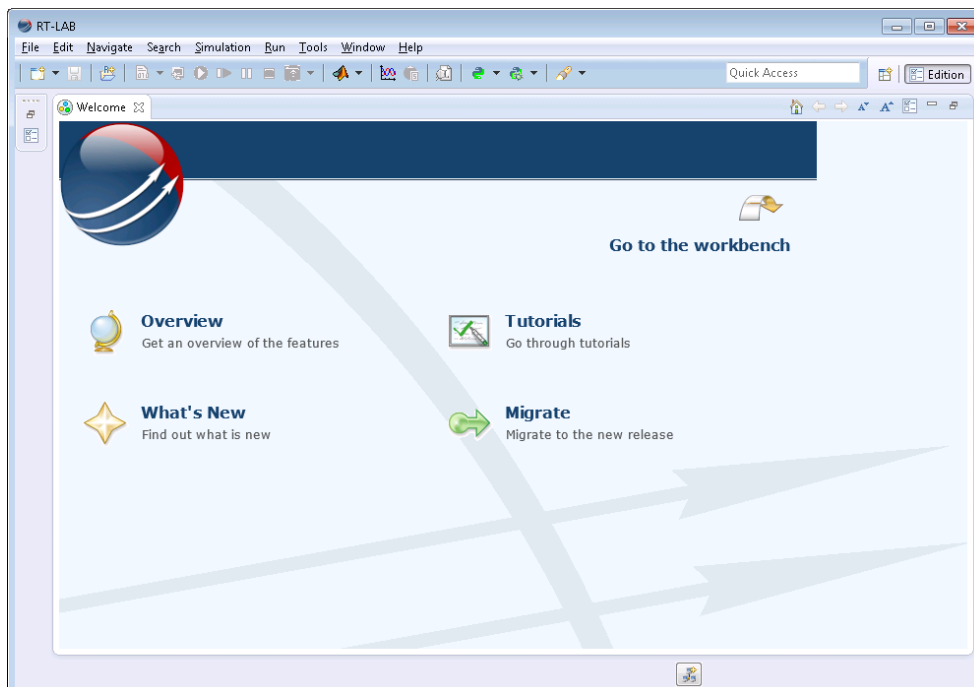 RT-LAB
File Edit Navigate Search Simulation Run Tools Window Help
Quick Access
Edition
Welcome
Go to the workbench
Overview
Get an overview of the features
Tutorials
Go through tutorials
What's New
Find out what is new
Migrate
Migrate to the new release